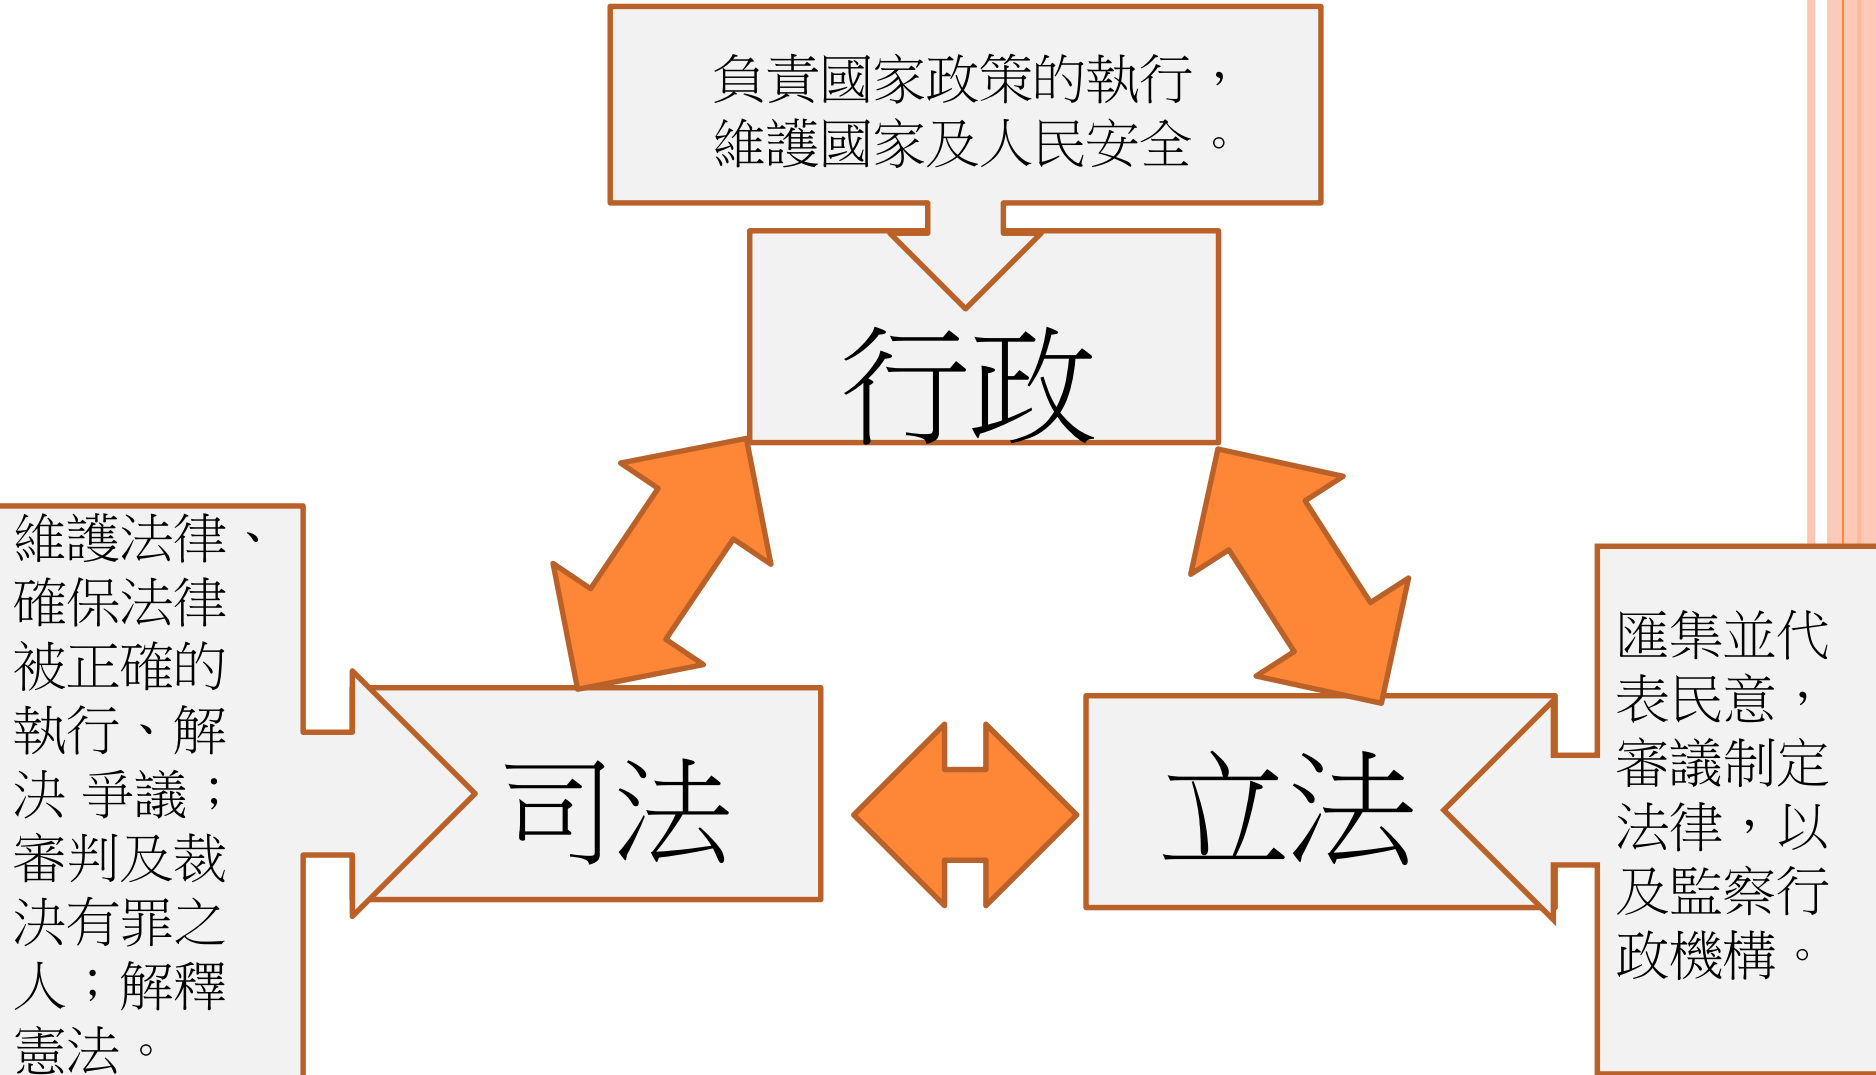 負責國家政策的執行，
維護國家及人民安全。
行政
維護法律、
確保法律
被正確的
執行、解
決 爭議；
審判及裁
決有罪之
人；解釋
憲法。
司法
立法
匯集並代
表民意，
審議制定
法律，以
及監察行
政機構。